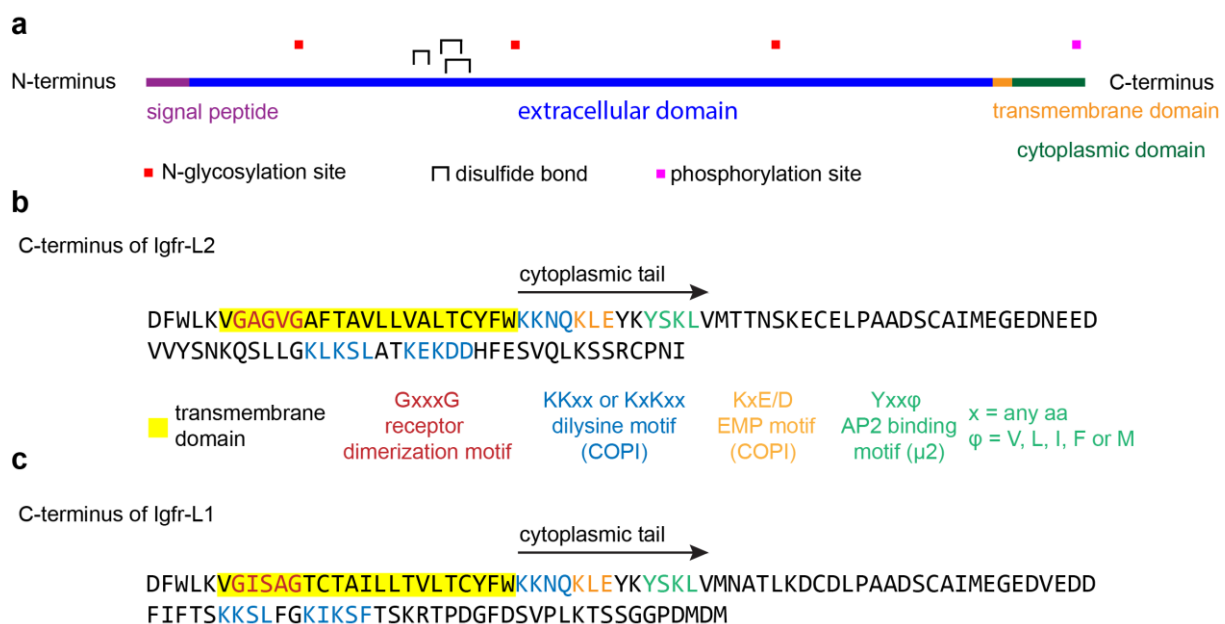 a
N-terminus
C-terminus
signal peptide
extracellular domain
transmembrane domain
cytoplasmic domain
N-glycosylation site
disulfide bond
phosphorylation site
b
C-terminus of Igfr-L2
cytoplasmic tail
DFWLKVGAGVGAFTAVLLVALTCYFWKKNQKLEYKYSKLVMTTNSKECELPAADSCAIMEGEDNEED
VVYSNKQSLLGKLKSLATKEKDDHFESVQLKSSRCPNI
transmembrane
domain
GxxxG
receptor
dimerization motif
KKxx or KxKxx
dilysine motif
(COPI)
KxE/D
EMP motif
(COPI)
Yxxφ
AP2 binding
motif (μ2)
x = any aa
φ = V, L, I, F or M
c
C-terminus of Igfr-L1
cytoplasmic tail
DFWLKVGISAGTCTAILLTVLTCYFWKKNQKLEYKYSKLVMNATLKDCDLPAADSCAIMEGEDVEDD
FIFTSKKSLFGKIKSFTSKRTPDGFDSVPLKTSSGGPDMDM